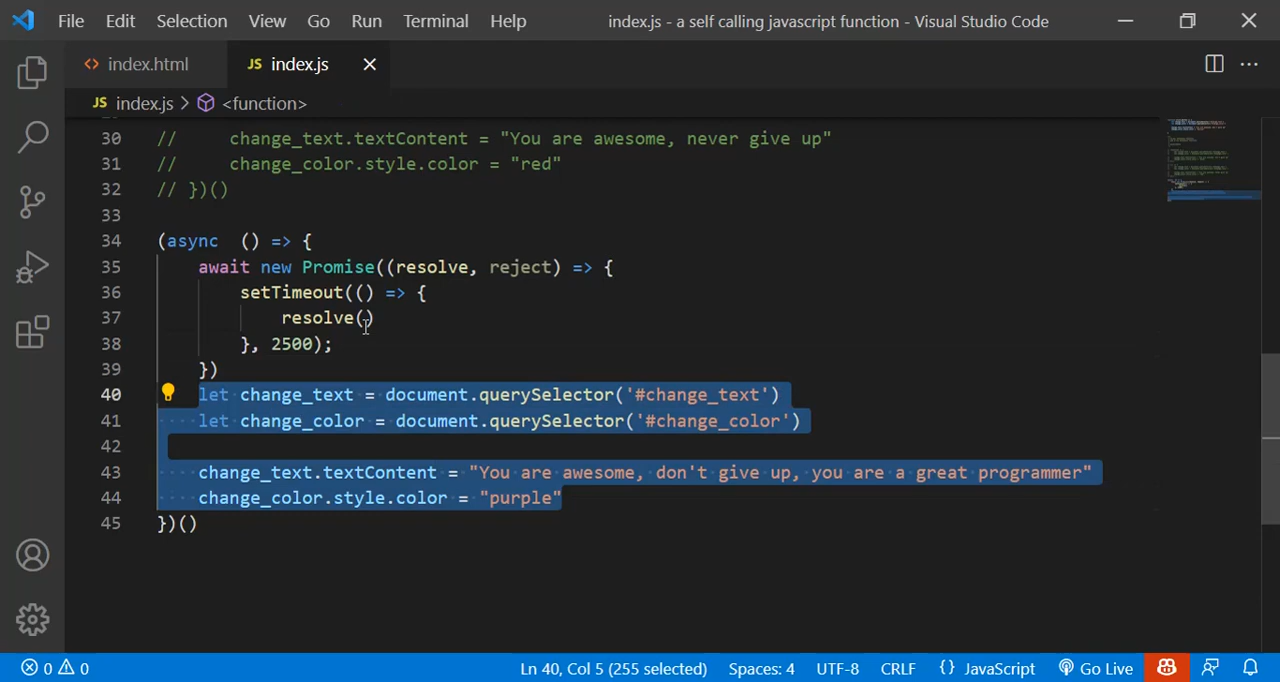 File Edit Selection View Go Run Terminal Help index.js - a self calling javascript function - Visual Studio Code
<> index.html JS index.js
JS index.js > <function>
30 // change_text.textContent = "You are awesome, never give up"
31 // change_color.style.color = "red"
32 // })()
33
34 (async () => {
35 await new Promise((resolve, reject) => {
36 setTimeout(() => {
37 resolve()
38 }, 2500);
39 })
40 let change_text = document.querySelector('#change_text')
41 let change_color = document.querySelector('#change_color')
42
43 change_text.textContent = "You are awesome, don't give up, you are a great programmer"
44 change_color.style.color = "purple"
45 })()
0 0 Ln 40, Col 5 (255 selected) Spaces: 4 UTF-8 CRLF {} JavaScript Go Live